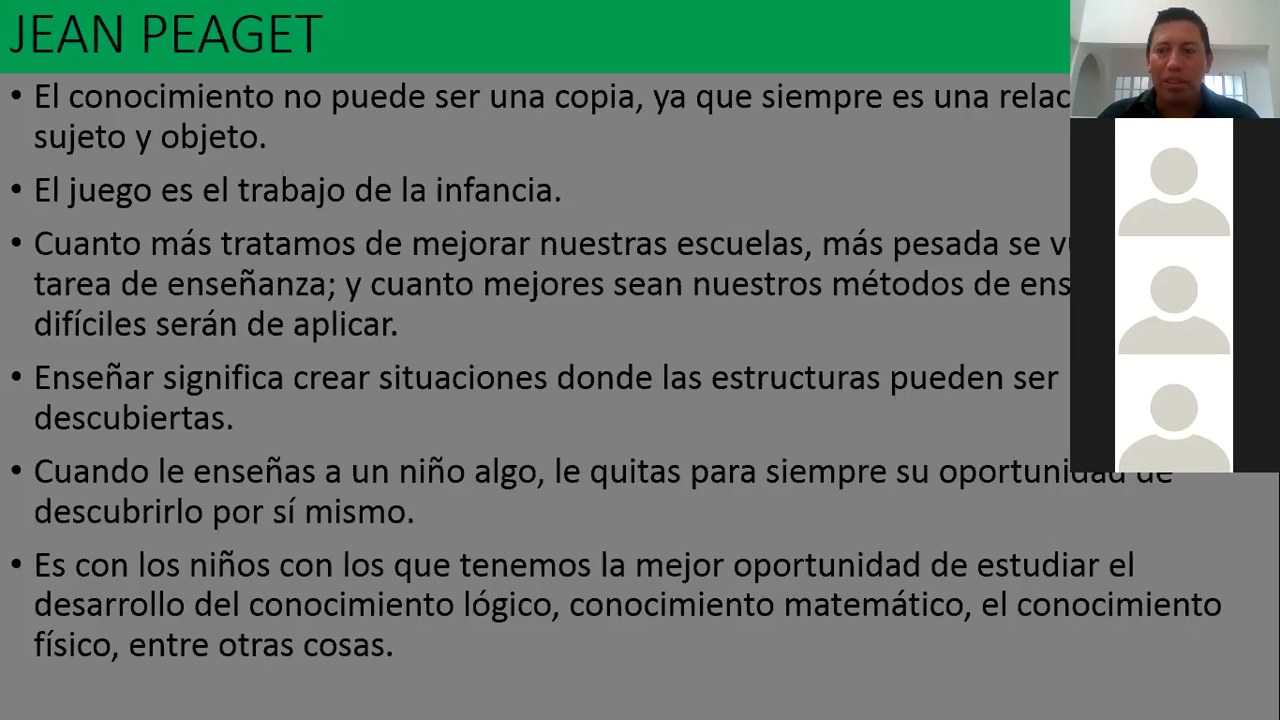 JEAN PEAGET
• El conocimiento no puede ser una copia, ya que siempre es una
sujeto y objeto.
• El juego es el trabajo de la infancia.
• Cuanto más tratamos de mejorar nuestras escuelas, más pesada se
tarea de enseñanza; y cuanto mejores sean nuestros métodos de
difíciles serán de aplicar.
• Enseñar significa crear situaciones donde las estructuras pueden ser
descubiertas.
• Cuando le enseñas a un niño algo, le quitas para siempre su oportunidad de
descubrirlo por sí mismo.
• Es con los niños con los que tenemos la mejor oportunidad de estudiar el
desarrollo del conocimiento lógico, conocimiento matemático, el conocimiento
físico, entre otras cosas.